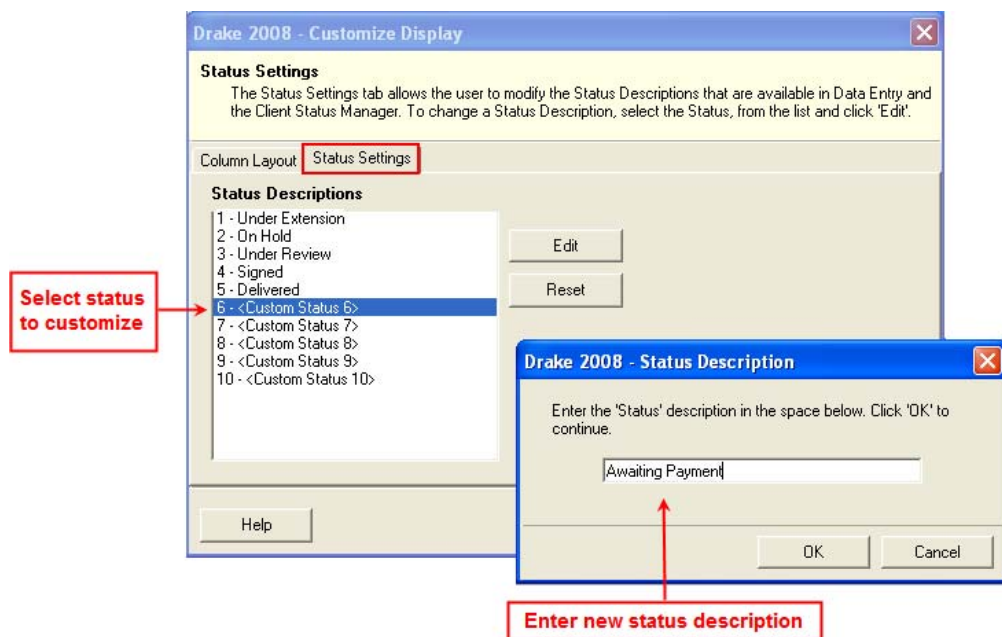 Drake 2008 - Customize Display
Status Settings
The Status Settings tab allows the user to modify the Status Descriptions that are available in Data Entry and
the Client Status Manager. To change a Status Description, select the Status, from the list and click 'Edit'.
Column Layout
Status Settings
Status Descriptions
1 - Under Extension
2 - On Hold
3 - Under Review
4 - Signed
5 - Delivered
6 - <Custom Status 6>
7 - <Custom Status 7>
8 - <Custom Status 8>
9 - <Custom Status 9>
10 - <Custom Status 10>
Edit
Reset
Select status
to customize
Drake 2008 - Status Description
Enter the 'Status' description in the space below. Click 'OK' to
continue.
Awaiting Payment
Help
OK
Cancel
Enter new status description